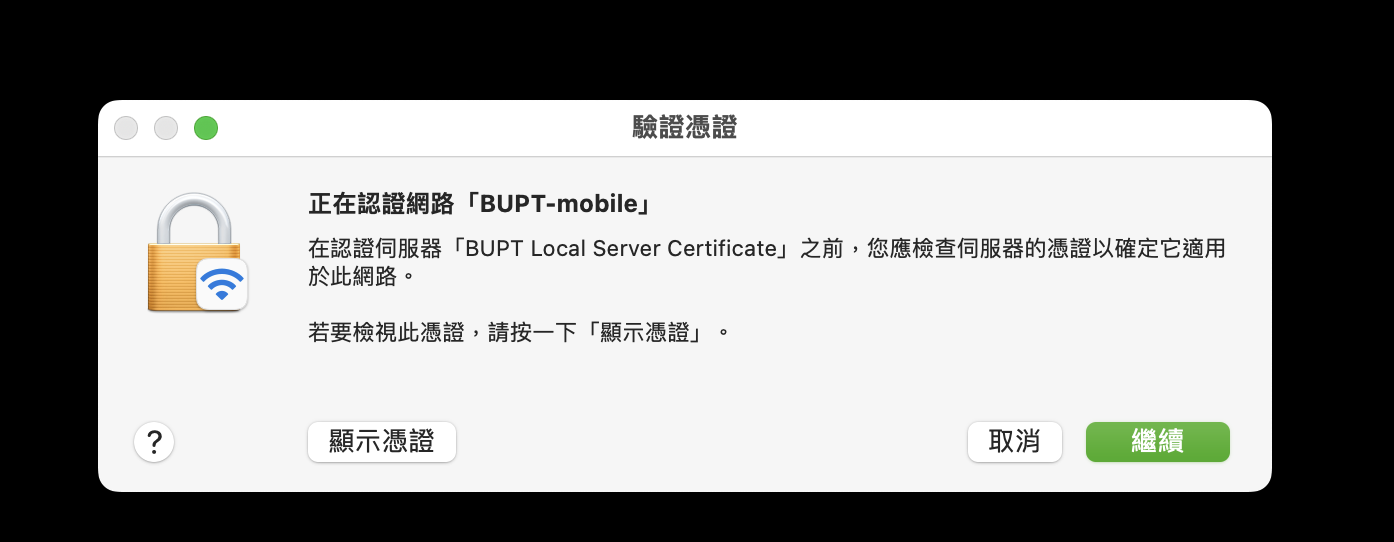 驗證憑證
正在認證網路「BUPT-mobile」
在認證伺服器「BUPT Local Server Certificate」之前，您應檢查伺服器的憑證以確定它適用
於此網路。
若要檢視此憑證，請按一下「顯示憑證」。
?
顯示憑證
取消
繼續